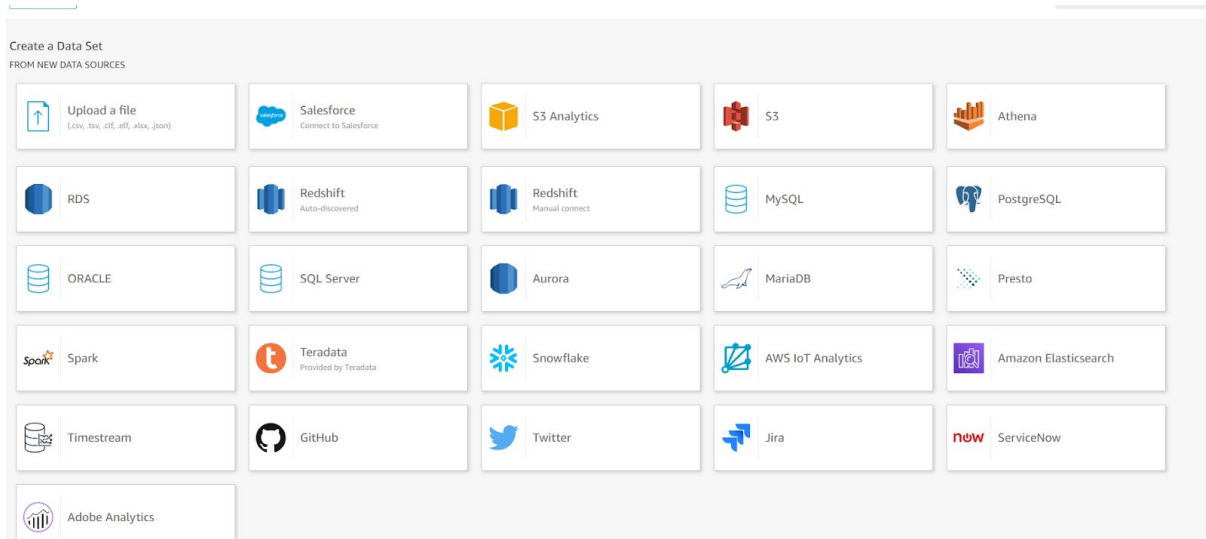 Create a Data Set
FROM NEW DATA SOURCES
Upload a file
(.csv, .tsv, .clf, .elf, .xlsx, .json)
salesforce
Salesforce
Connect to Salesforce
S3 Analytics
S3
Athena
RDS
Redshift
Auto-discovered
Redshift
Manual connect
MySQL
PostgreSQL
ORACLE
SQL Server
Aurora
MariaDB
Presto
Spark
Spark
t
Teradata
Provided by Teradata
Snowflake
AWS IoT Analytics
Amazon Elasticsearch
Timestream
GitHub
Twitter
Jira
now
ServiceNow
Adobe Analytics